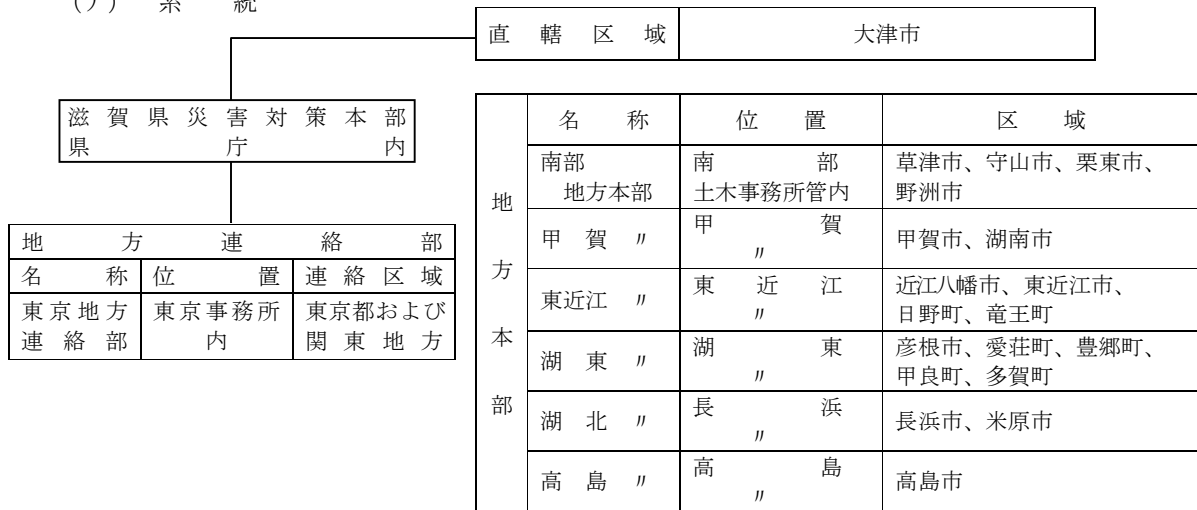 系　統
直轄区域　大津市
滋賀県災害対策本部
県庁内
地方連絡部
名称　位置　連絡区域
東京地方　東京事務所　東京都および
連絡部　内　関東地方
地方本部
名称　位置　区域
南部　南部　草津市、守山市、栗東市、
地方本部　土木事務所管内　野洲市
甲賀〃　甲賀　甲賀市、湖南市
〃
東近江〃　東近江　近江八幡市、東近江市、
〃　日野町、竜王町
湖東〃　湖東　彦根市、愛荘町、豊郷町、
〃　甲良町、多賀町
湖北〃　長浜　長浜市、米原市
〃
高島〃　高島　高島市
〃